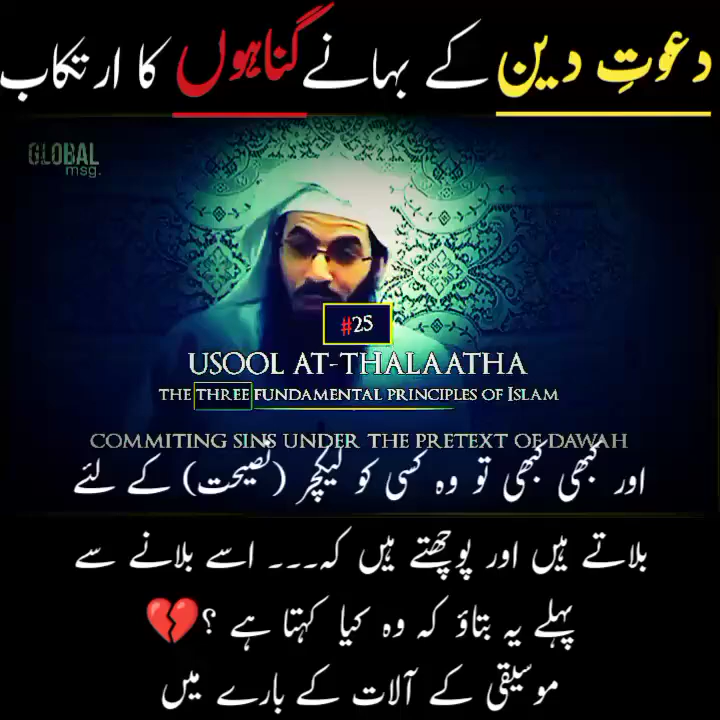 دعوتِ دین کے بہانے گناہوں کا ارتکاب
GLOBAL
msg.
#25
USOOL AT-THALAATHA
THE THREE FUNDAMENTAL PRINCIPLES OF ISLAM
COMMITING SINS UNDER THE PRETEXT OF DAWAH
اور کبھی کبھی تو وہ کسی کو لیکچر (نصیحت) کے لئے
بلاتے ہیں اور پوچھتے ہیں کہ۔۔۔ اسے بلانے سے
پہلے یہ بتاؤ کہ وہ کیا کہتا ہے ؟💔
موسیقی کے آلات کے بارے میں